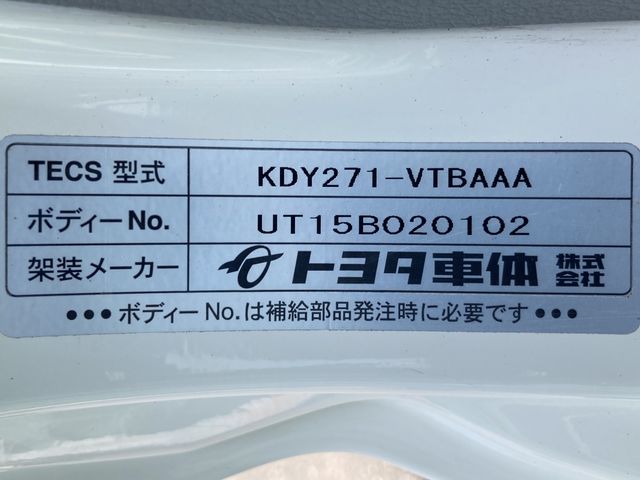 TECS 型式 KDY271-VTBAAA
ボディーNo. UT15B020102
架装メーカー トヨタ車体 株式会社
●●●ボディーNo.は補給部品発注時に必要です●●●